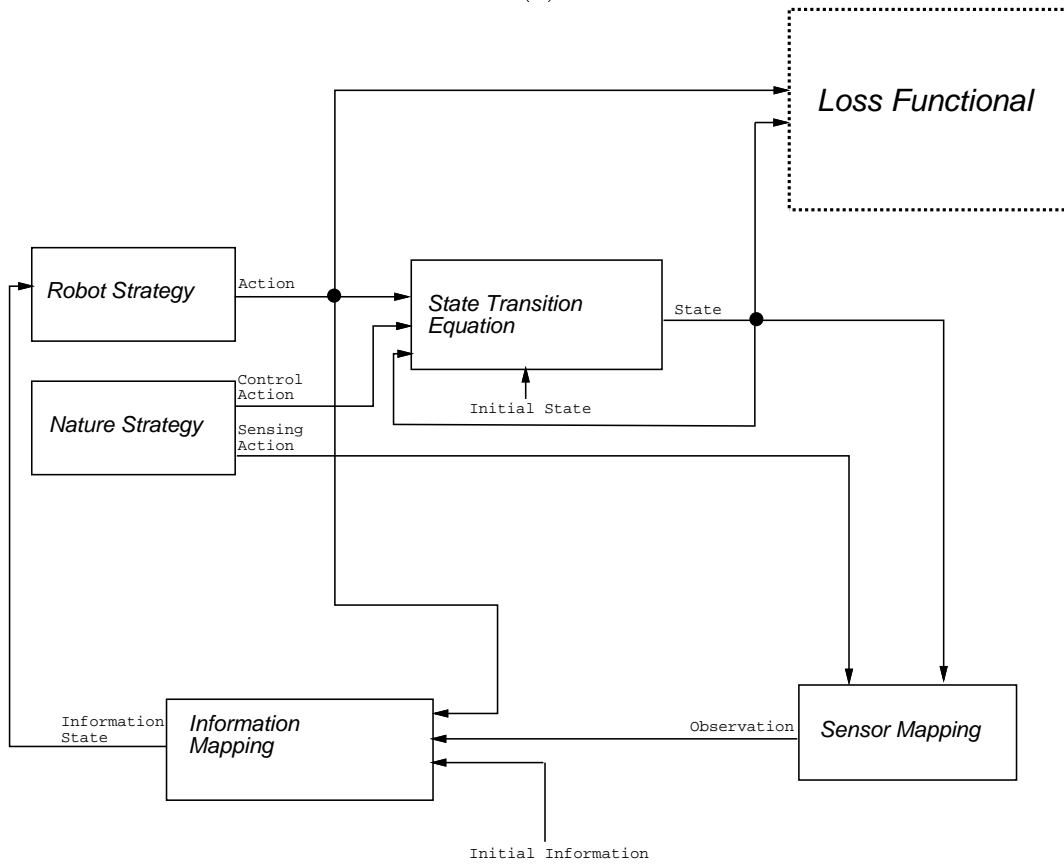 Loss Functional
Robot Strategy
Action
State Transition
Equation
State
Control
Action
Initial State
Nature Strategy
Sensing
Action
Information
State
Information
Mapping
Observation
Sensor Mapping
Initial Information